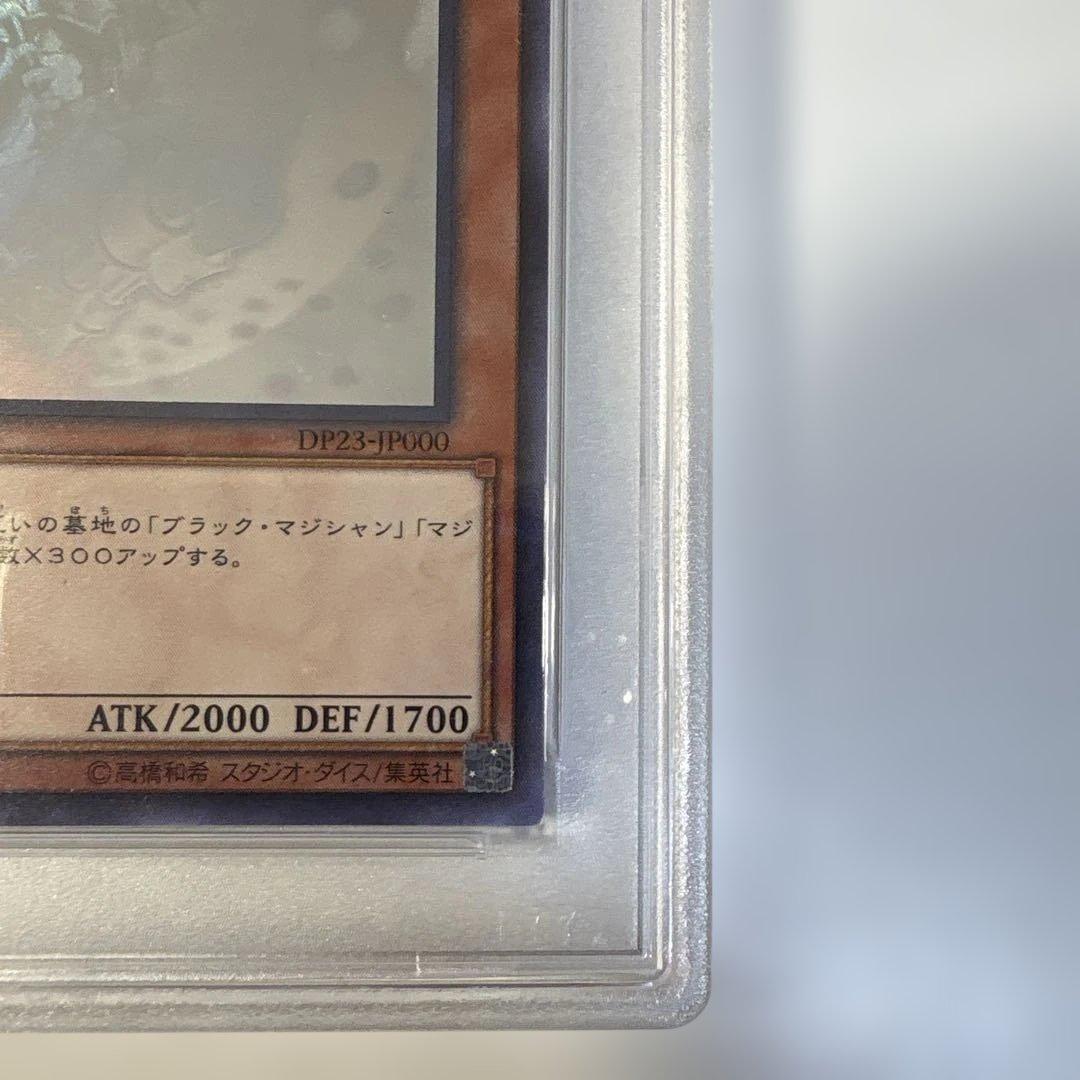 DP23-JP000
いの墓地の「ブラック・マジシャン」「マジ
数×300アップする。
ATK/2000 DEF/1700
©高橋和希 スタジオ・ダイス/集英社